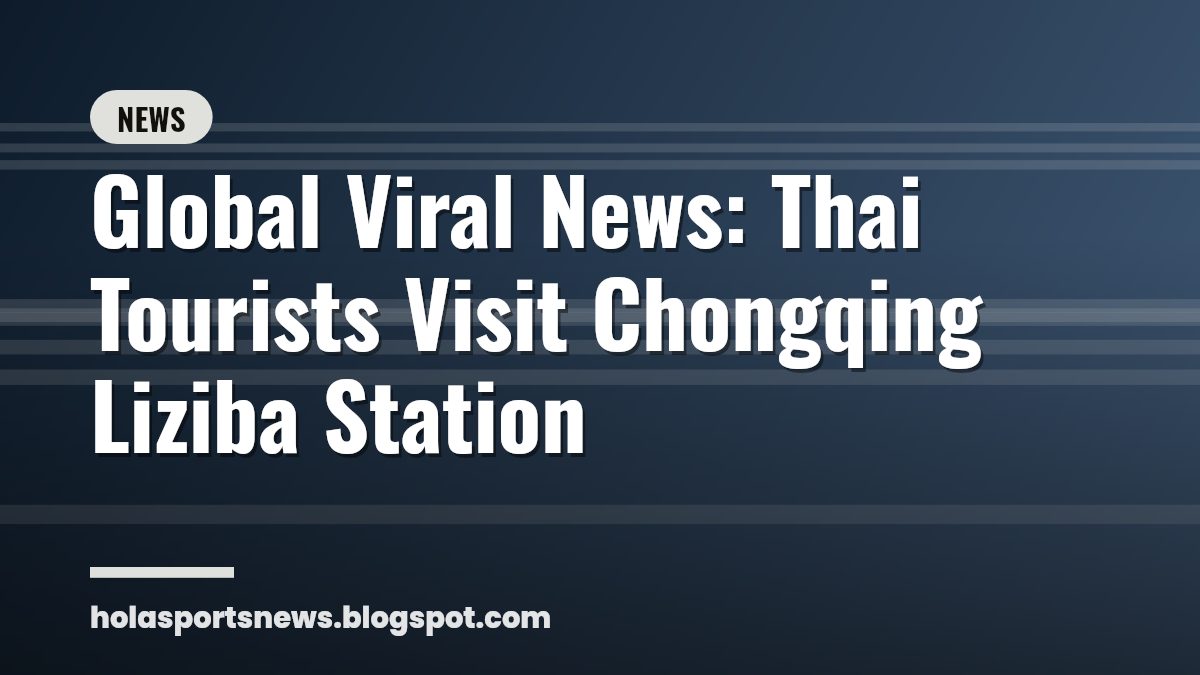 NEWS
Global Viral News: Thai
Tourists Visit Chongqing
Liziba Station
holasportsnews.blogspot.com